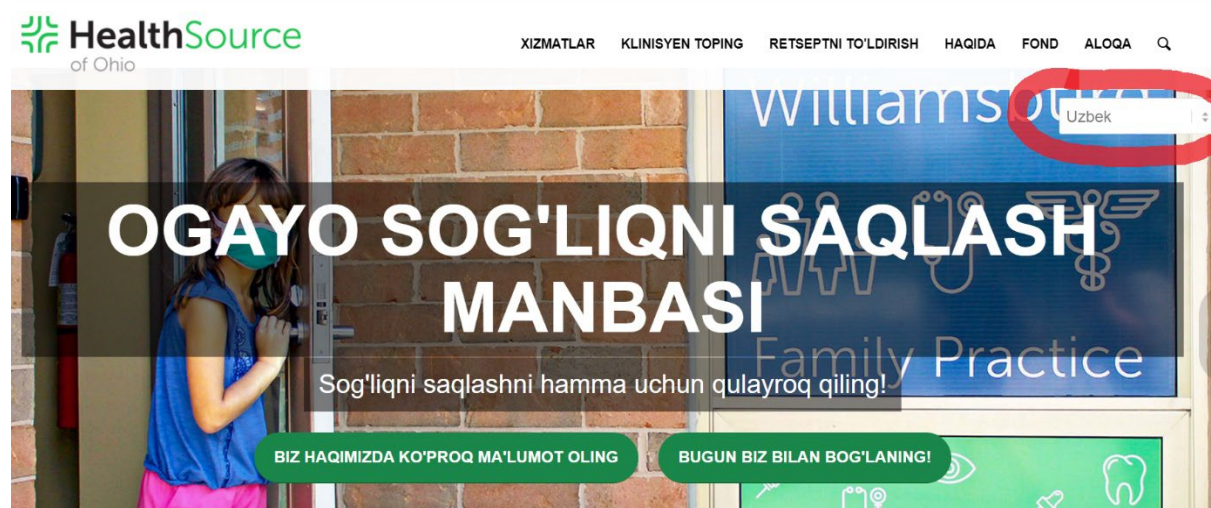 HealthSource
of Ohio
XIZMATLAR KLINISYEN TOPING RETSEPTNI TO'LDIRISH HAQIDA FOND ALOQA
Williamsburg
Uzbek
OGAYO SOG'LIQNI SAQLASH
MANBASI
Family Practice
Sog'liqni saqlashni hamma uchun qulayroq qiling!
BIZ HAQIMIZDA KO'PROQ MA'LUMOT OLING
BUGUN BIZ BILAN BOG'LANING!